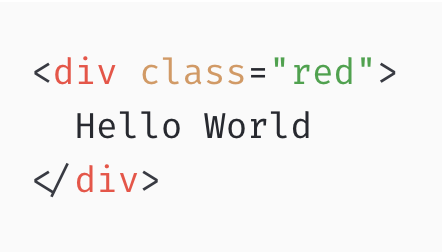 <div class="red">
  Hello World
</div>